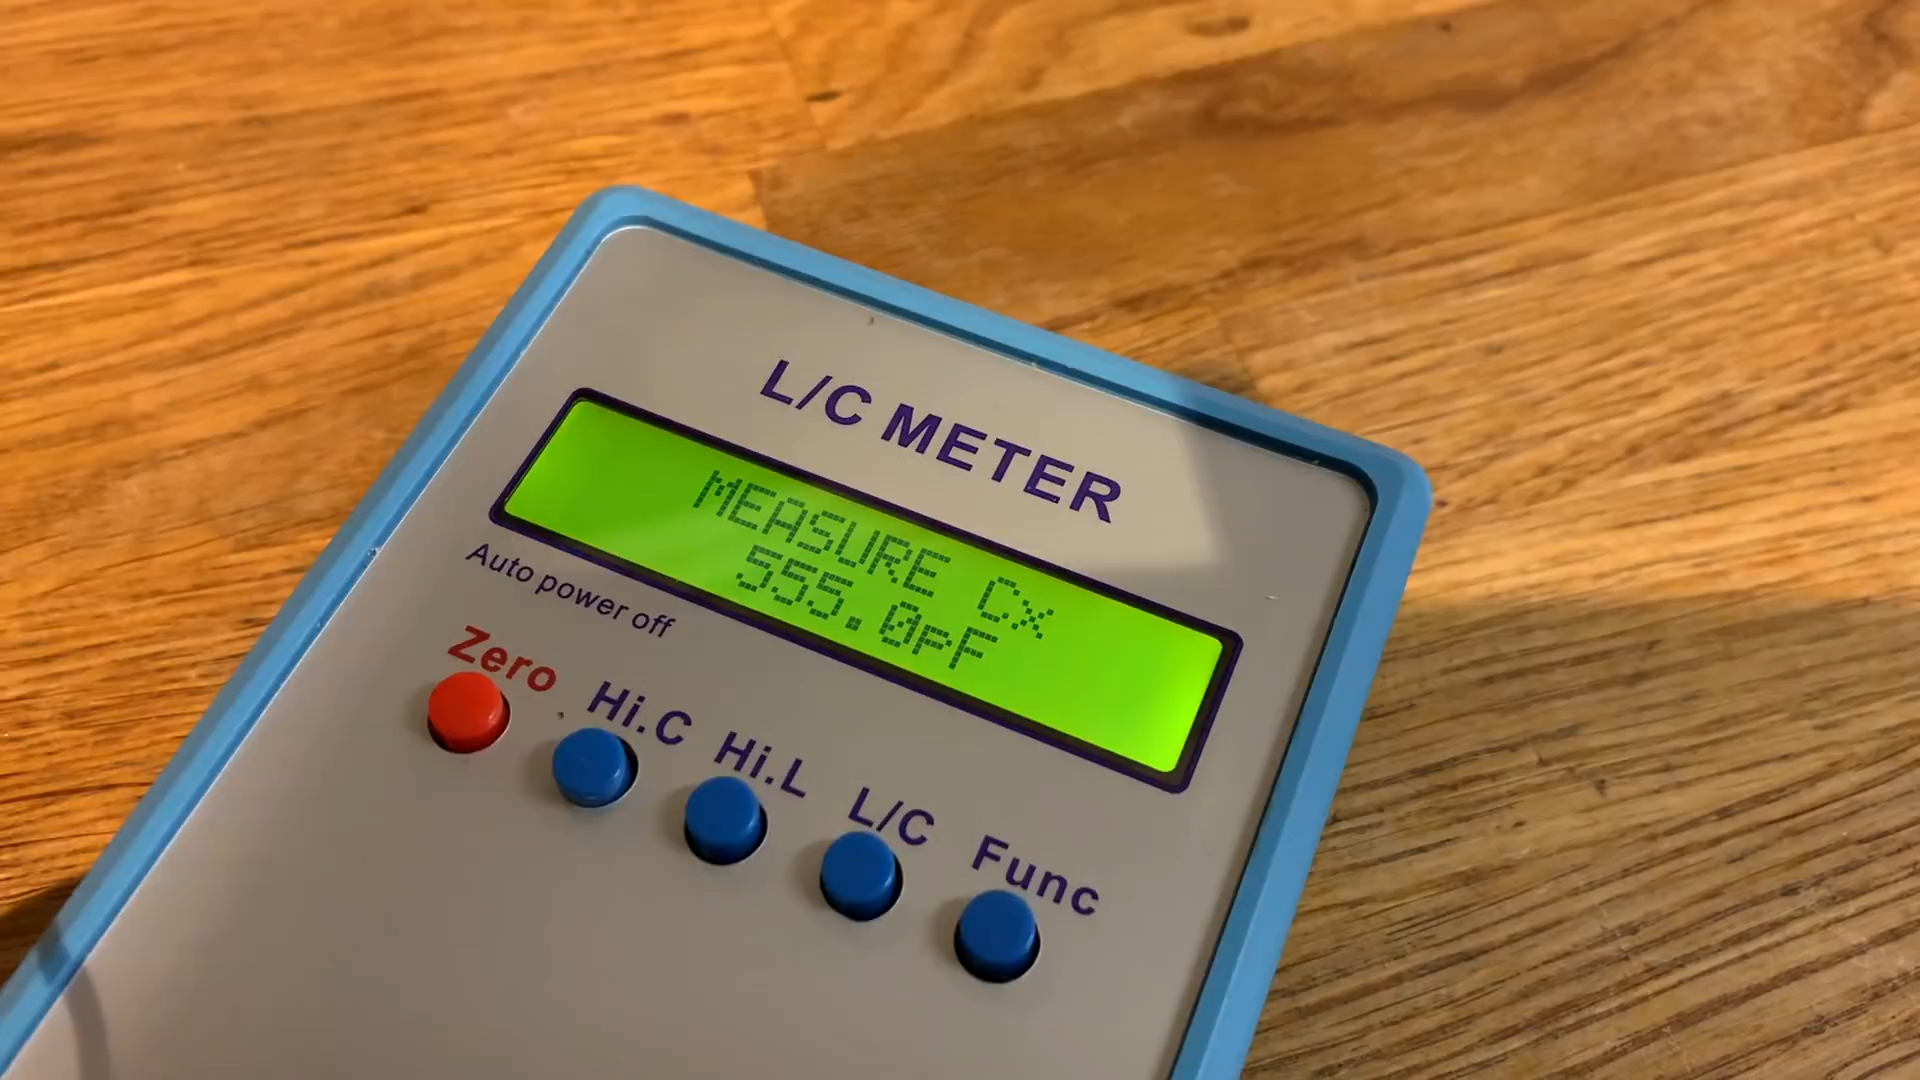 L/C METER
MEASURE Cx
555.0pF
Auto power off
Zero
Hi.C
Hi.L
L/C
Func